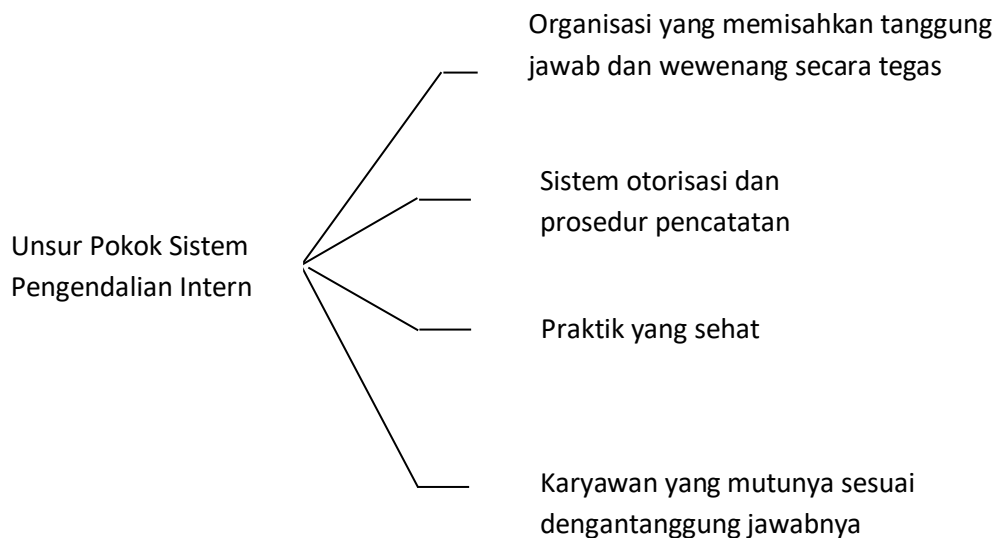 Organisasi yang memisahkan tanggung
jawab dan wewenang secara tegas
Sistem otorisasi dan
prosedur pencatatan
Unsur Pokok Sistem
Pengendalian Intern
Praktik yang sehat
Karyawan yang mutunya sesuai
dengantanggung jawabnya